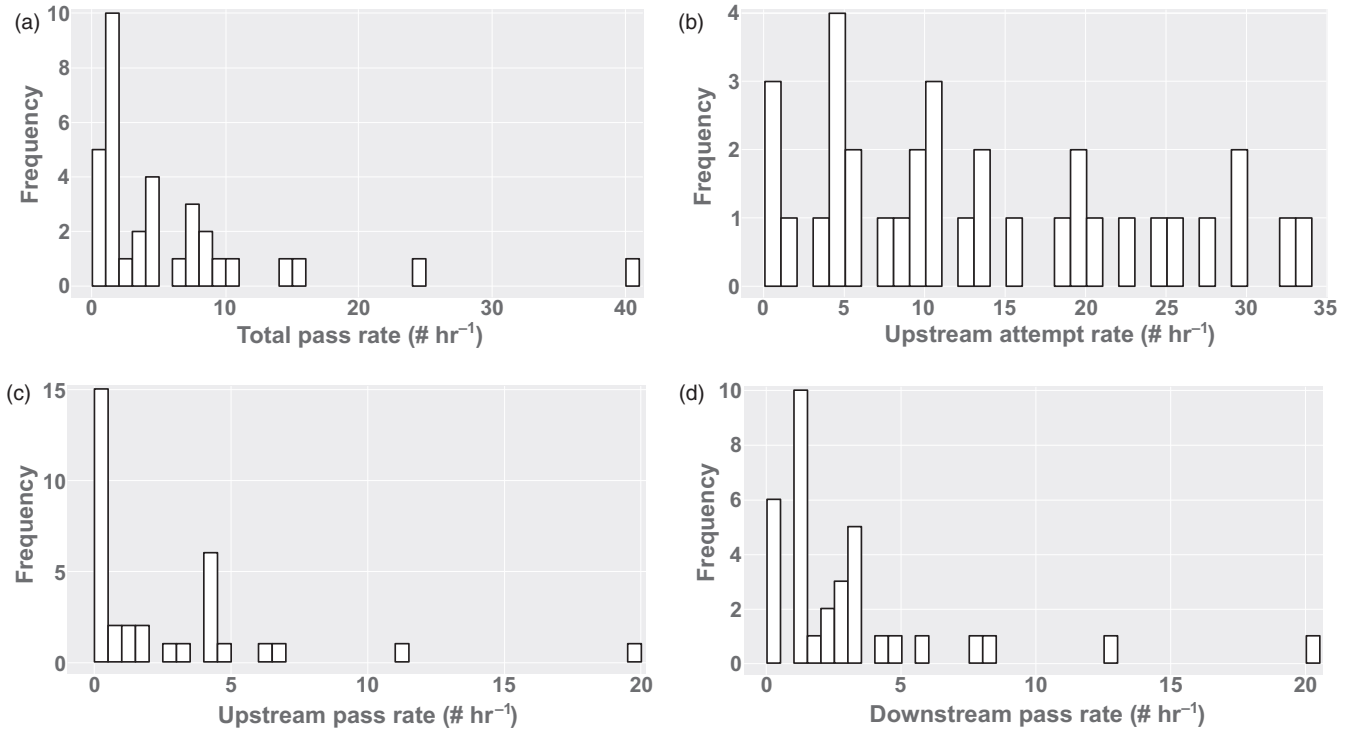 (a)
10
8
6
4
2
0
Frequency
0 10 20 30 40
Total pass rate (# hr⁻¹)
(b)
4
3
2
1
0
Frequency
0 5 10 15 20 25 30 35
Upstream attempt rate (# hr⁻¹)
(c)
15
10
5
0
Frequency
0 5 10 15 20
Upstream pass rate (# hr⁻¹)
(d)
10
8
6
4
2
0
Frequency
0 5 10 15 20
Downstream pass rate (# hr⁻¹)